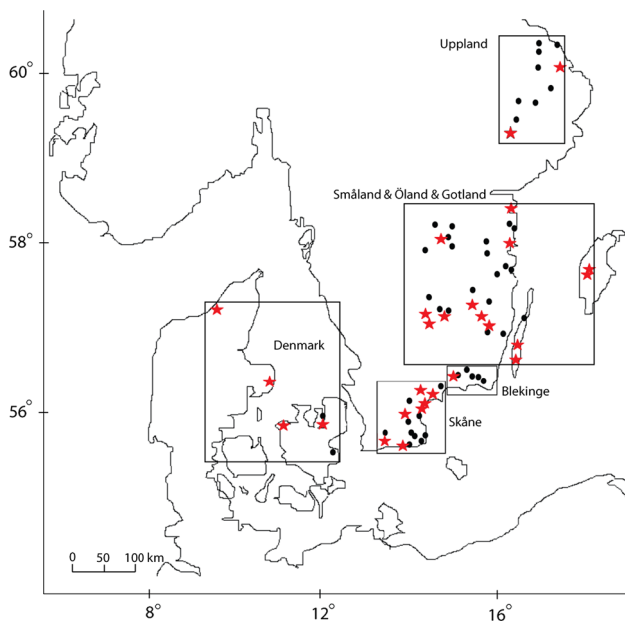 Uppland
60°
Småland & Öland & Gotland
58°
Denmark
Blekinge
56°
Skåne
0 50 100 km
8° 12° 16°